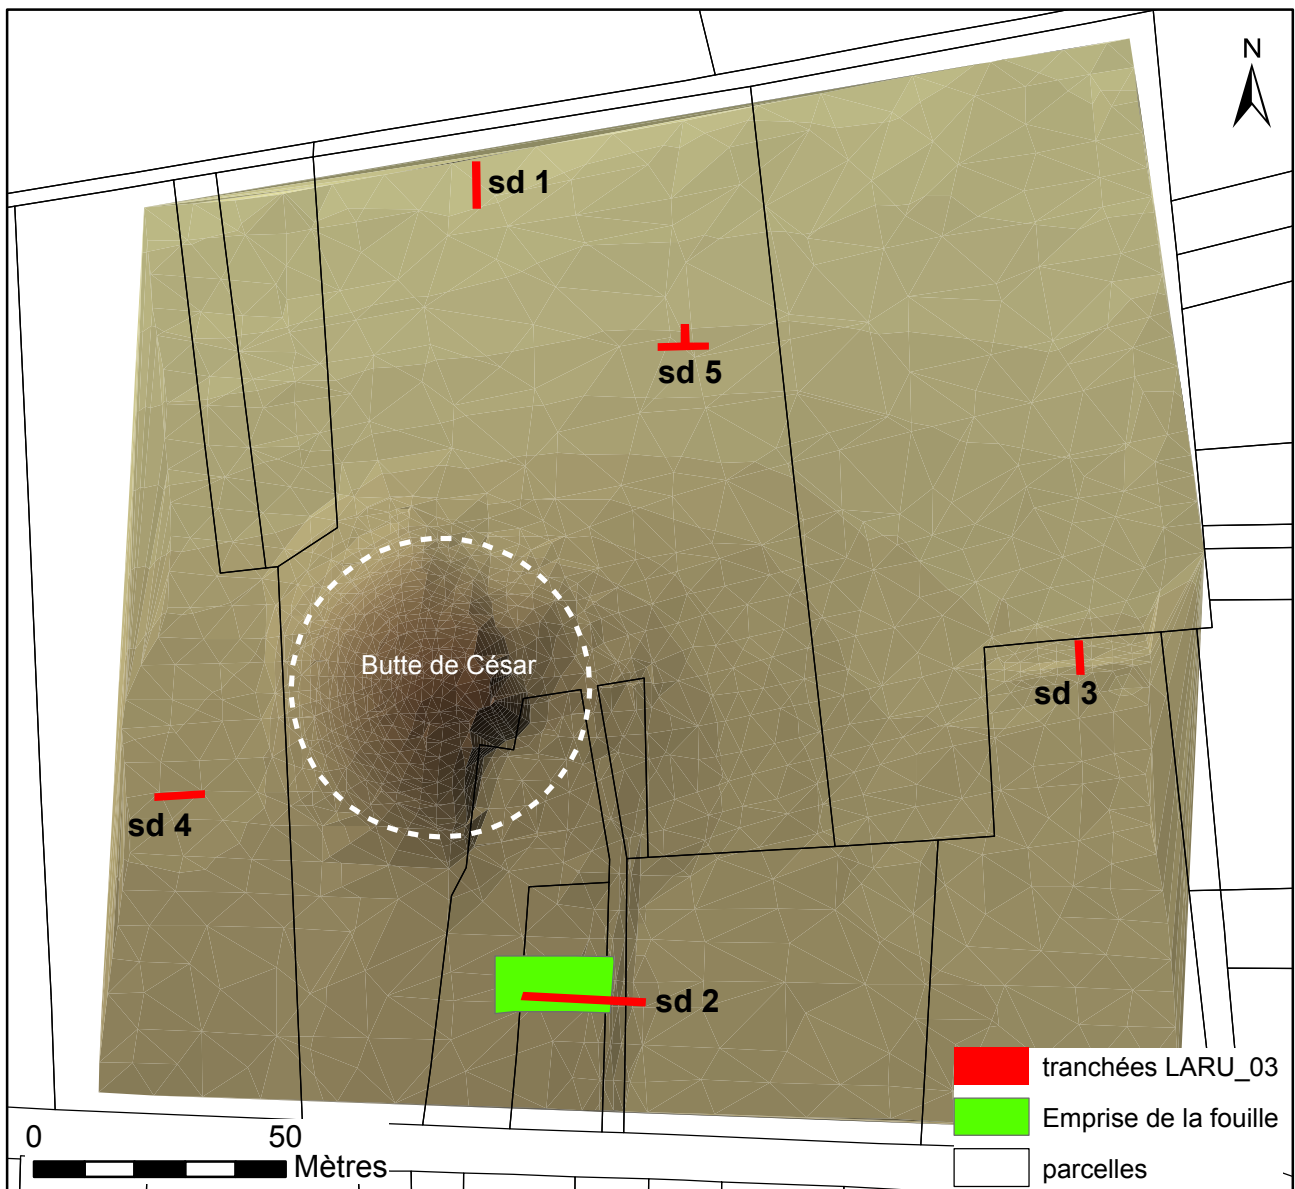 N
sd 1
sd 5
Butte de César
sd 3
sd 4
sd 2
tranchées LARU_03
Emprise de la fouille
parcelles
0 50
Mètres